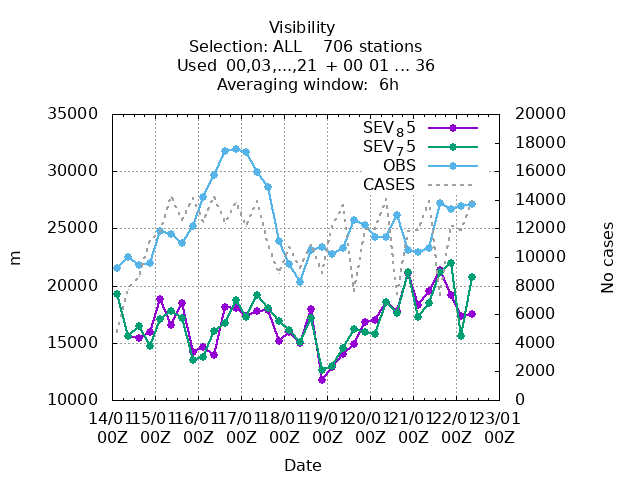 Visibility
Selection: ALL    706 stations
Used  00,03,...,21  + 00 01 ... 36
Averaging window:  6h
35000
30000
25000
20000
15000
10000
m
20000
18000
16000
14000
12000
10000
8000
6000
4000
2000
0
No cases
SEV85
SEV75
OBS
CASES
14/01 15/01 16/01 17/01 18/01 19/01 20/01 21/01 22/01 23/01
00Z 00Z 00Z 00Z 00Z 00Z 00Z 00Z 00Z 00Z
Date